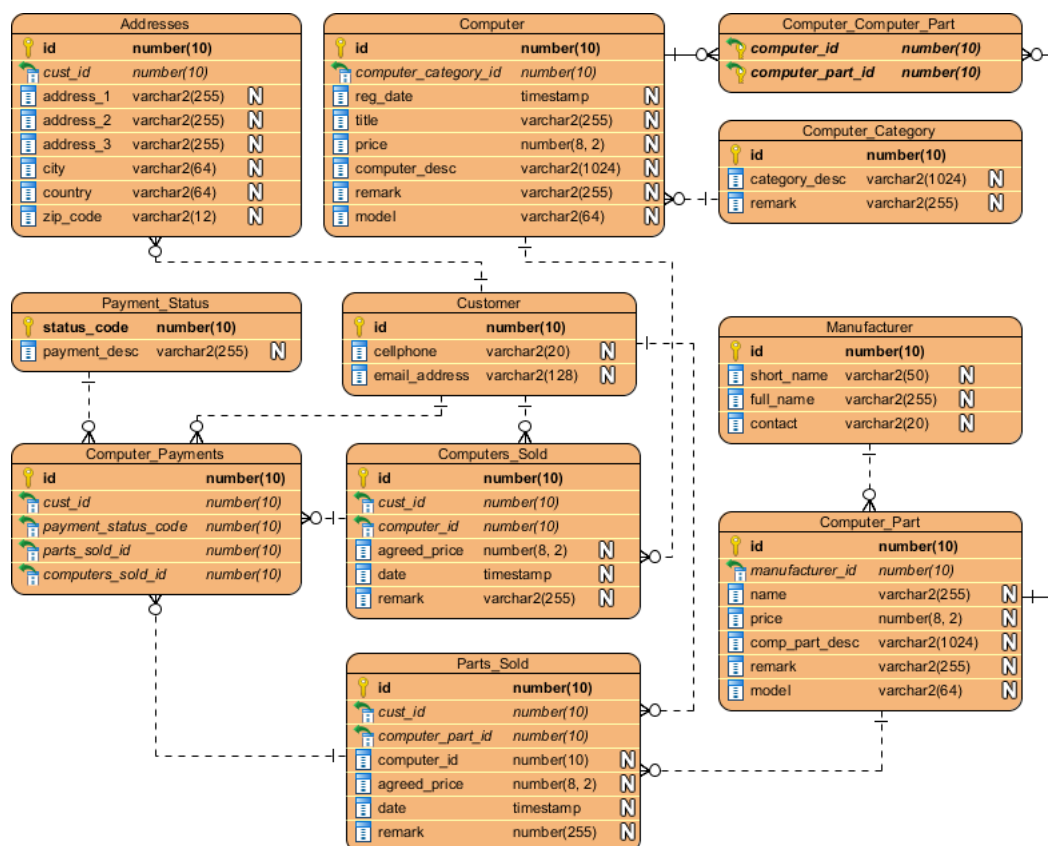 Addresses
id number(10)
cust_id number(10)
address_1 varchar2(255) N
address_2 varchar2(255) N
address_3 varchar2(255) N
city varchar2(64) N
country varchar2(64) N
zip_code varchar2(12) N
Computer
id number(10)
computer_category_id number(10)
reg_date timestamp N
title varchar2(255) N
price number(8, 2) N
computer_desc varchar2(1024) N
remark varchar2(255) N
model varchar2(64) N
Computer_Computer_Part
computer_id number(10)
computer_part_id number(10)
Computer_Category
id number(10)
category_desc varchar2(1024) N
remark varchar2(255) N
Payment_Status
status_code number(10)
payment_desc varchar2(255) N
Customer
id number(10)
cellphone varchar2(20) N
email_address varchar2(128) N
Manufacturer
id number(10)
short_name varchar2(50) N
full_name varchar2(255) N
contact varchar2(20) N
Computer_Payments
id number(10)
cust_id number(10)
payment_status_code number(10)
parts_sold_id number(10)
computers_sold_id number(10)
Computers_Sold
id number(10)
cust_id number(10)
computer_id number(10)
agreed_price number(8, 2) N
date timestamp N
remark varchar2(255) N
Computer_Part
id number(10)
manufacturer_id number(10)
name varchar2(255) N
price number(8, 2) N
comp_part_desc varchar2(1024) N
remark varchar2(255) N
model varchar2(64) N
Parts_Sold
id number(10)
cust_id number(10)
computer_part_id number(10)
computer_id number(10) N
agreed_price number(8, 2) N
date timestamp N
remark number(255) N